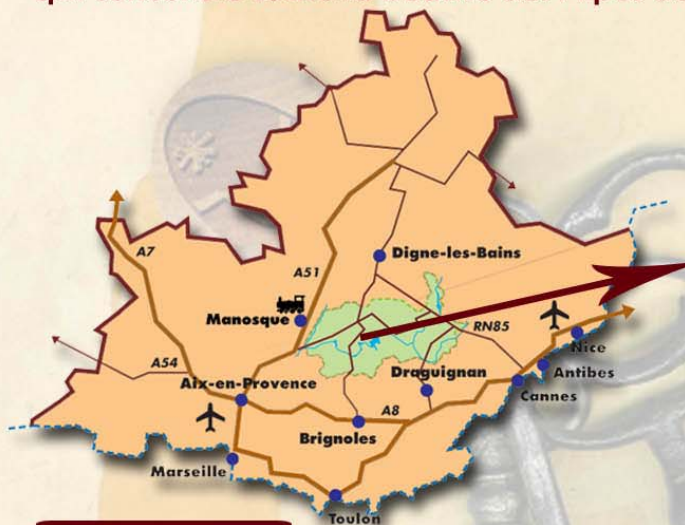 A7
Digne-les-Bains
A51
Manosque
RN85
Nice
A54
Draguignan
Antibes
Aix-en-Provence
Cannes
A8
Brignoles
Marseille
Toulon